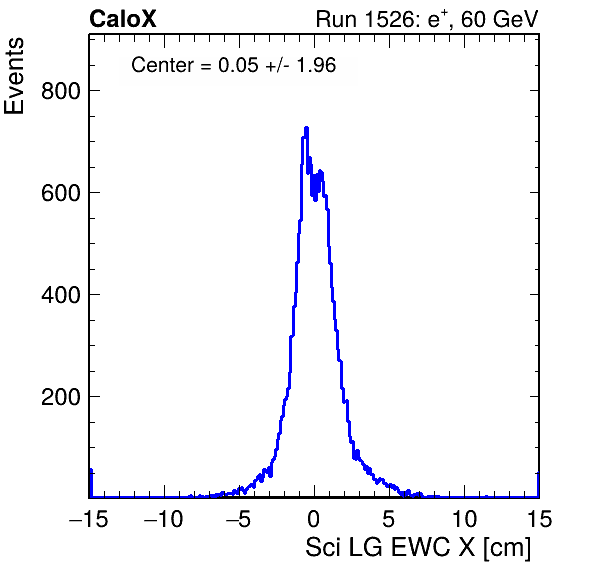 CaloX Run 1526: e⁺, 60 GeV
Center = 0.05 +/- 1.96
Events
800
600
400
200
−15 −10 −5 0 5 10 15
Sci LG EWC X [cm]